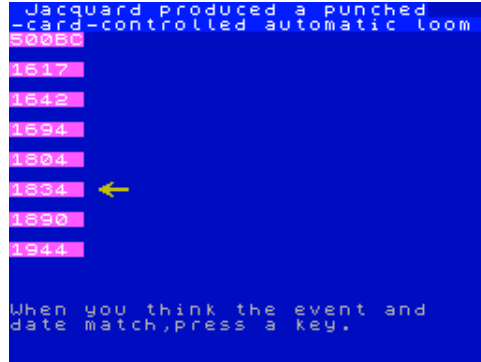 Jacquard produced a punched
-card-controlled automatic loom
500BC
1617
1642
1694
1804
1834
1890
1944
When you think the event and
date match,press a key.